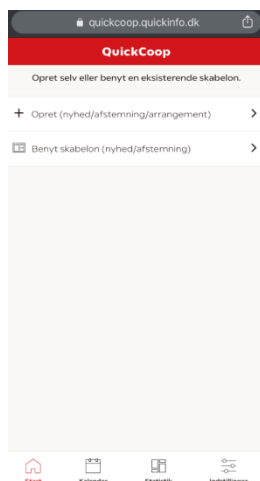 quickcoop.quickinfo.dk
QuickCoop
Opret selv eller benyt en eksisterende skabelon.
Opret (nyhed/afstemning/arrangement)
Benyt skabelon (nyhed/afstemning)
Start Kalender Statistik Indstillinger